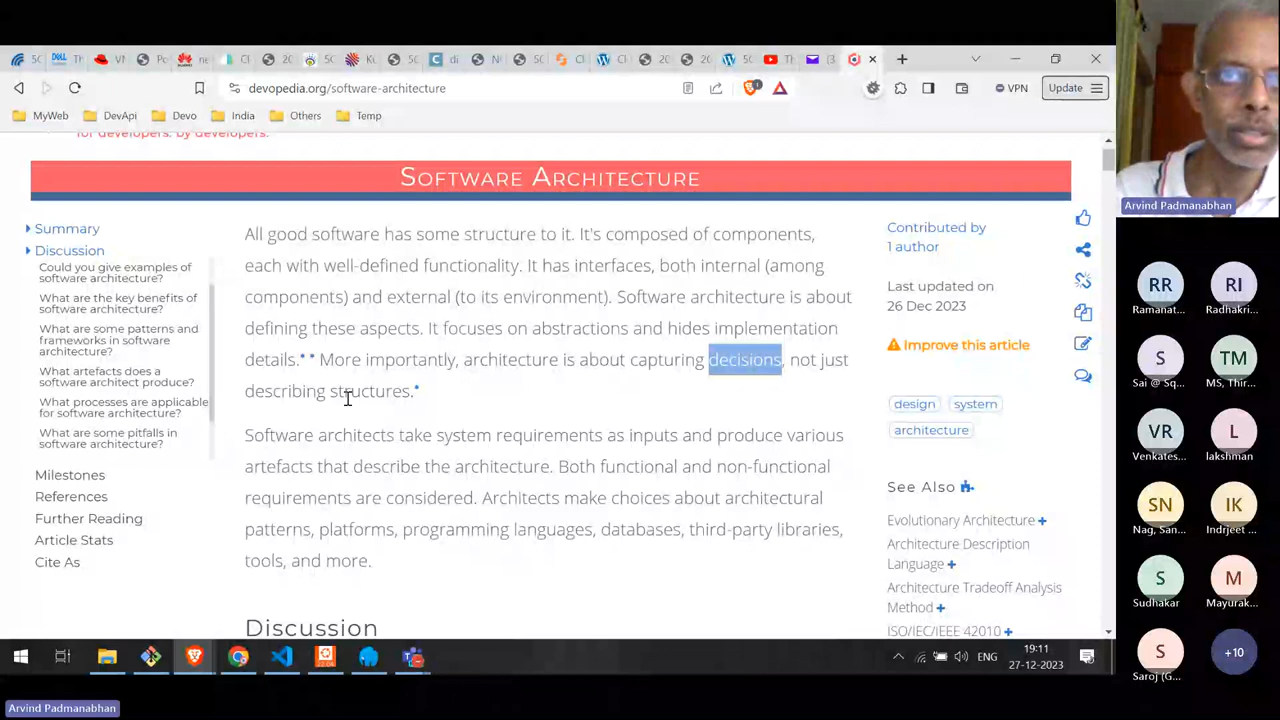 devopedia.org/software-architecture
VPN
Update
MyWeb
DevApi
Devo
India
Others
Temp
for developers. by developers.
Software Architecture
Summary
Discussion
Could you give examples of
software architecture?
What are the key benefits of
software architecture?
What are some patterns and
frameworks in software
architecture?
What artefacts does a
architect produce?
What processes are applicable
for software architecture?
What are some pitfalls in
software architecture?
Milestones
References
Further Reading
Article Stats
Cite As
All good software has some structure to it. It's composed of components,
each with well-defined functionality. It has interfaces, both internal (among
components) and external (to its environment). Software architecture is about
defining these aspects. It focuses on abstractions and hides implementation
details. More importantly, architecture is about capturing decisions, not just
describing structures.
Software architects take system requirements as inputs and produce various
artefacts that describe the architecture. Both functional and non-functional
requirements are considered. Architects make choices about architectural
patterns, platforms, programming languages, databases, third-party libraries,
tools, and more.
Discussion
Contributed by
1 author
Last updated on
26 Dec 2023
Improve this article
design
system
architecture
See Also
Evolutionary Architecture
Architecture Description
Language
Architecture Tradeoff Analysis
Method
ISO/IEC/IEEE 42010
ENG
19:11
27-12-2023
Arvind Padmanabhan
RR
Ramanat...
RI
Radhakri...
S
Sai @ Sq...
TM
MS, Thir...
VR
Venkates...
L
lakshman
SN
Nag, San...
IK
Indrjeet ...
S
Sudhakar
M
Mayurak...
S
Saroj (G...
+10
Arvind Padmanabhan